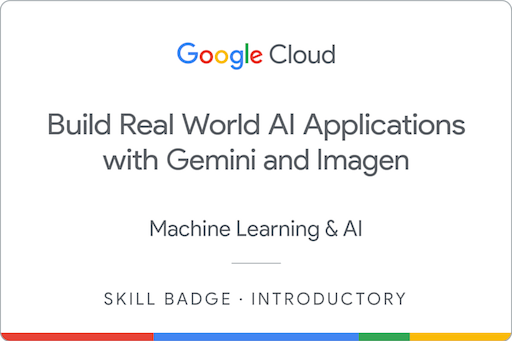 Google Cloud
Build Real World AI Applications
with Gemini and Imagen
Machine Learning & AI
SKILL BADGE · INTRODUCTORY